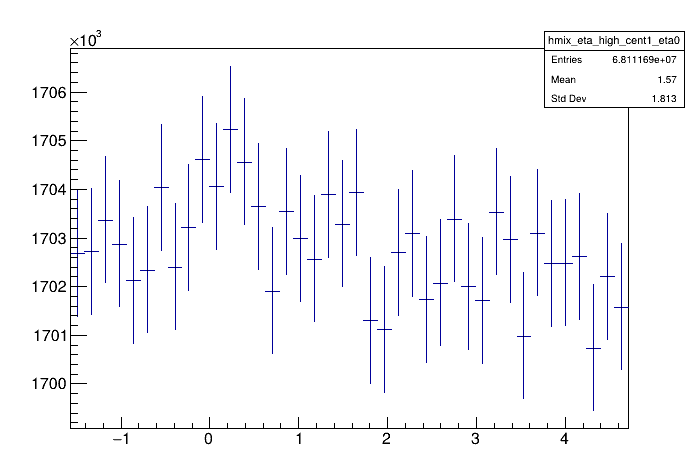 ×10³
hmix_eta_high_cent1_eta0
Entries 6.811169e+07
Mean 1.57
Std Dev 1.813
1706
1705
1704
1703
1702
1701
1700
−1 0 1 2 3 4